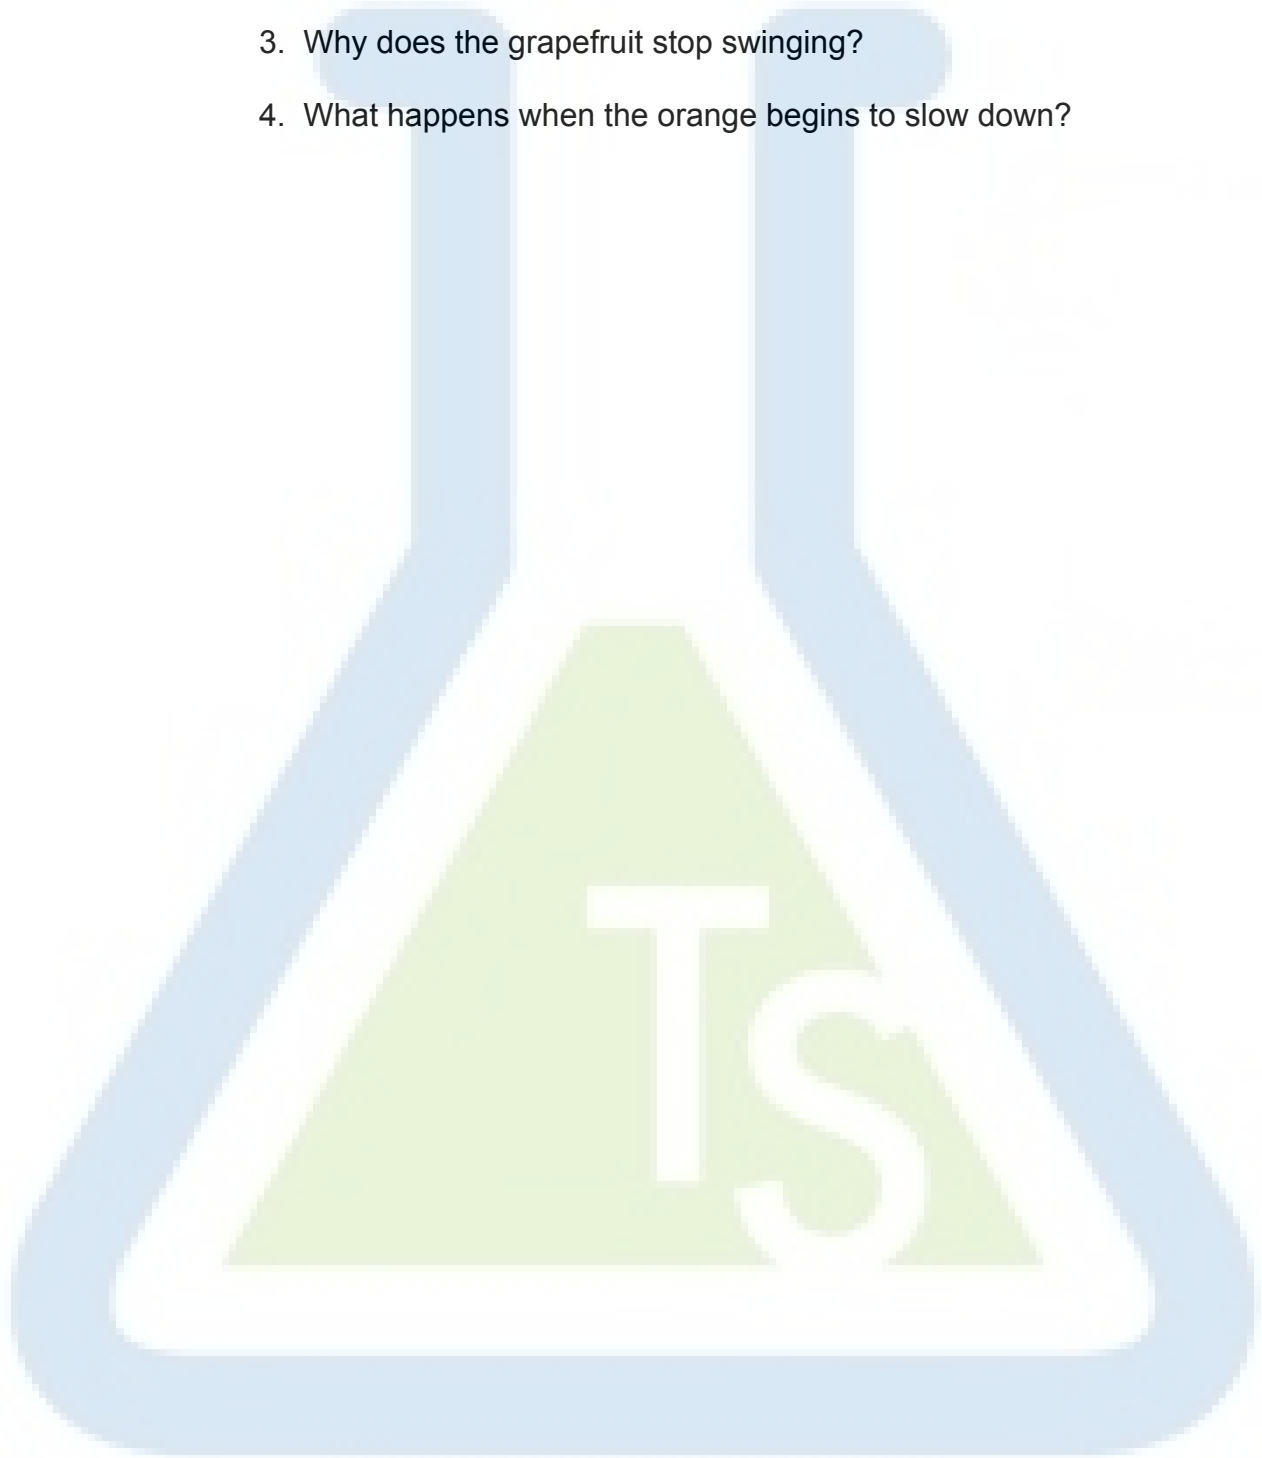 3. Why does the grapefruit stop swinging?
4. What happens when the orange begins to slow down?
TS